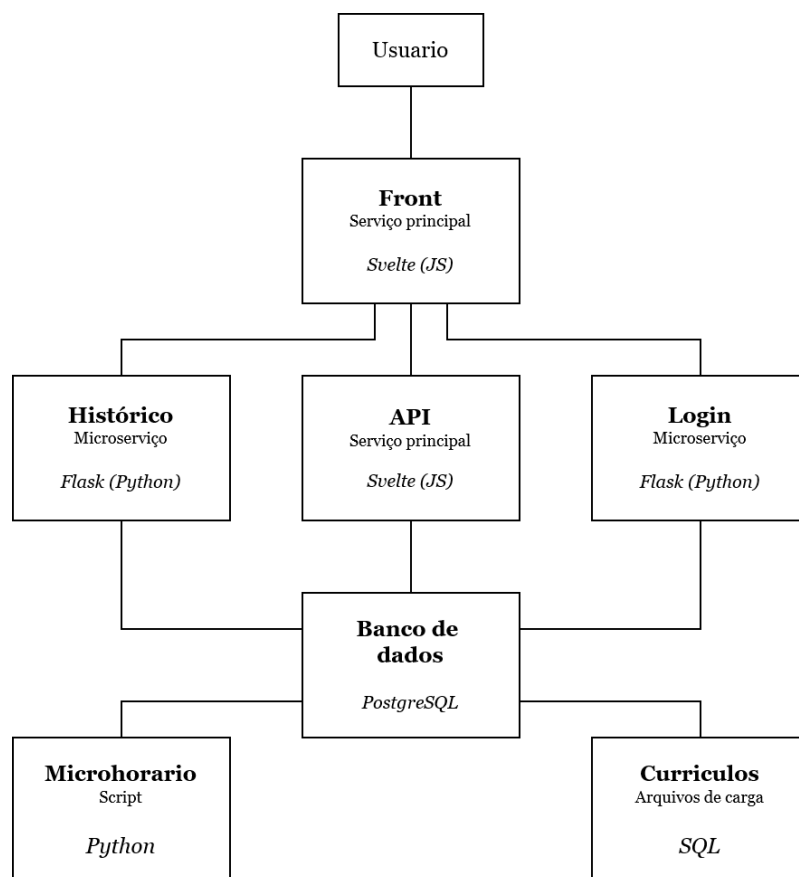 Usuario
Front
Serviço principal
Svelte (JS)
Histórico
Microserviço
Flask (Python)
API
Serviço principal
Svelte (JS)
Login
Microserviço
Flask (Python)
Banco de
dados
PostgreSQL
Microhorario
Script
Python
Curriculos
Arquivos de carga
SQL